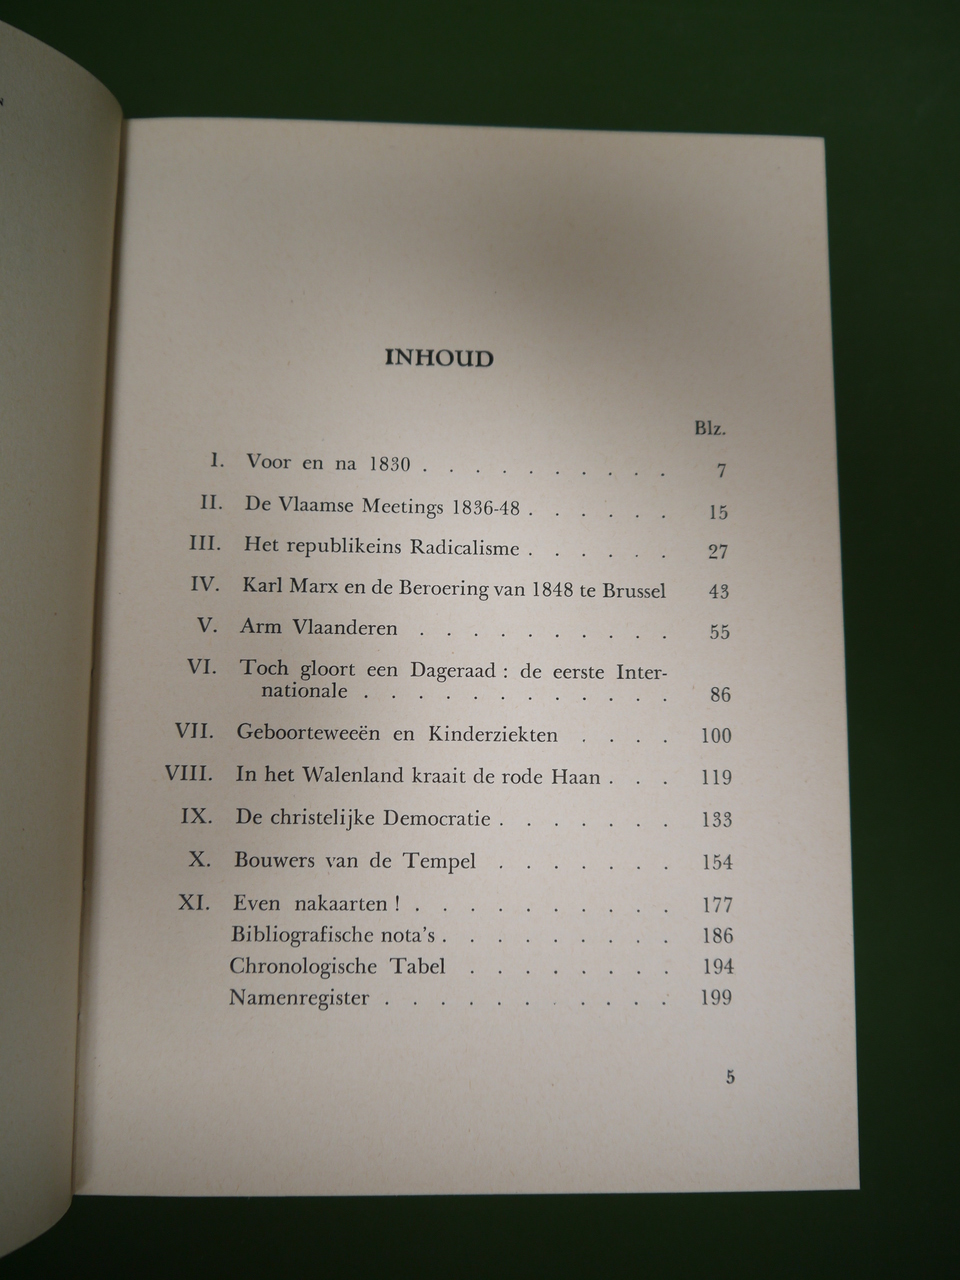 N
INHOUD
Blz.
I. Voor en na 1830 . . . . . . . . . . 7
II. De Vlaamse Meetings 1836-48 . . . . . . 15
III. Het republikeins Radicalisme . . . . . . 27
IV. Karl Marx en de Beroering van 1848 te Brussel 43
V. Arm Vlaanderen . . . . . . . . . . 55
VI. Toch gloort een Dageraad : de eerste Inter-
nationale . . . . . . . . . . . . 86
VII. Geboorteweeën en Kinderziekten . . . . 100
VIII. In het Walenland kraait de rode Haan . . . 119
IX. De christelijke Democratie . . . . . . . 133
X. Bouwers van de Tempel . . . . . . . 154
XI. Even nakaarten ! . . . . . . . . . . 177
Bibliografische nota's . . . . . . . . . 186
Chronologische Tabel . . . . . . . . 194
Namenregister . . . . . . . . . . . 199
5